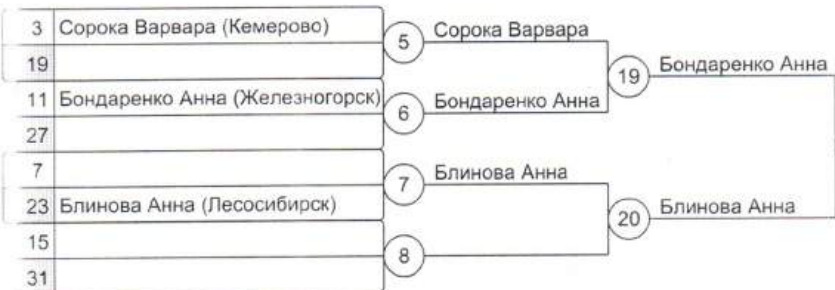 3 Сорока Варвара (Кемерово)
19
11 Бондаренко Анна (Железногорск)
27
7
23 Блинова Анна (Лесосибирск)
15
31
5 Сорока Варвара
6 Бондаренко Анна
7 Блинова Анна
8
19 Бондаренко Анна
20 Блинова Анна